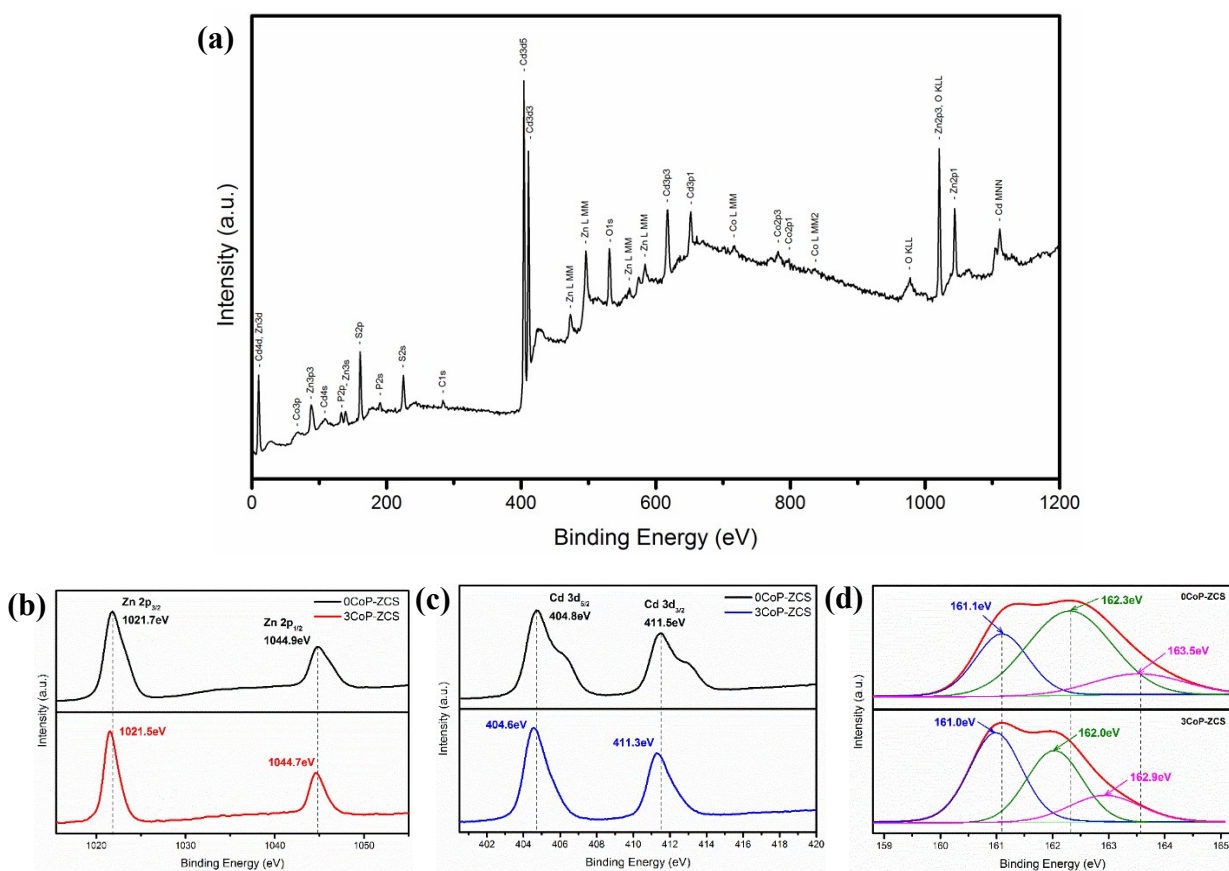 (a)
- Cd4d, Zn3d
- Co3p
- Zn3p3
- Cd4s
- P2p
- Zn3s
- S2p
- P2s
- S2s
- C1s
- Cd3d5
- Cd3d3
- Zn L MM
- Zn L MM
- O1s
- Zn L MM
- Zn L MM
- Cd3p3
- Cd3p1
- Co L MM
- Co2p3
- Co2p1
- Co L MM2
- O KLL
- Zn2p3, O KLL
- Zn2p1
- Cd MNN
Intensity (a.u.)
0 200 400 600 800 1000 1200
Binding Energy (eV)
(b)
Zn 2p3/2
1021.7eV
Zn 2p1/2
1044.9eV
0CoP-ZCS
3CoP-ZCS
1021.5eV
1044.7eV
Intensity (a.u.)
1020 1030 1040 1050
Binding Energy (eV)
(c)
Cd 3d5/2
404.8eV
Cd 3d3/2
411.5eV
0CoP-ZCS
3CoP-ZCS
404.6eV
411.3eV
Intensity (a.u.)
402 404 406 408 410 412 414 416 418 420
Binding Energy (eV)
(d)
0CoP-ZCS
161.1eV
162.3eV
163.5eV
3CoP-ZCS
161.0eV
162.0eV
162.9eV
Intensity (a.u.)
158 159 160 161 162 163 164 165
Binding Energy (eV)